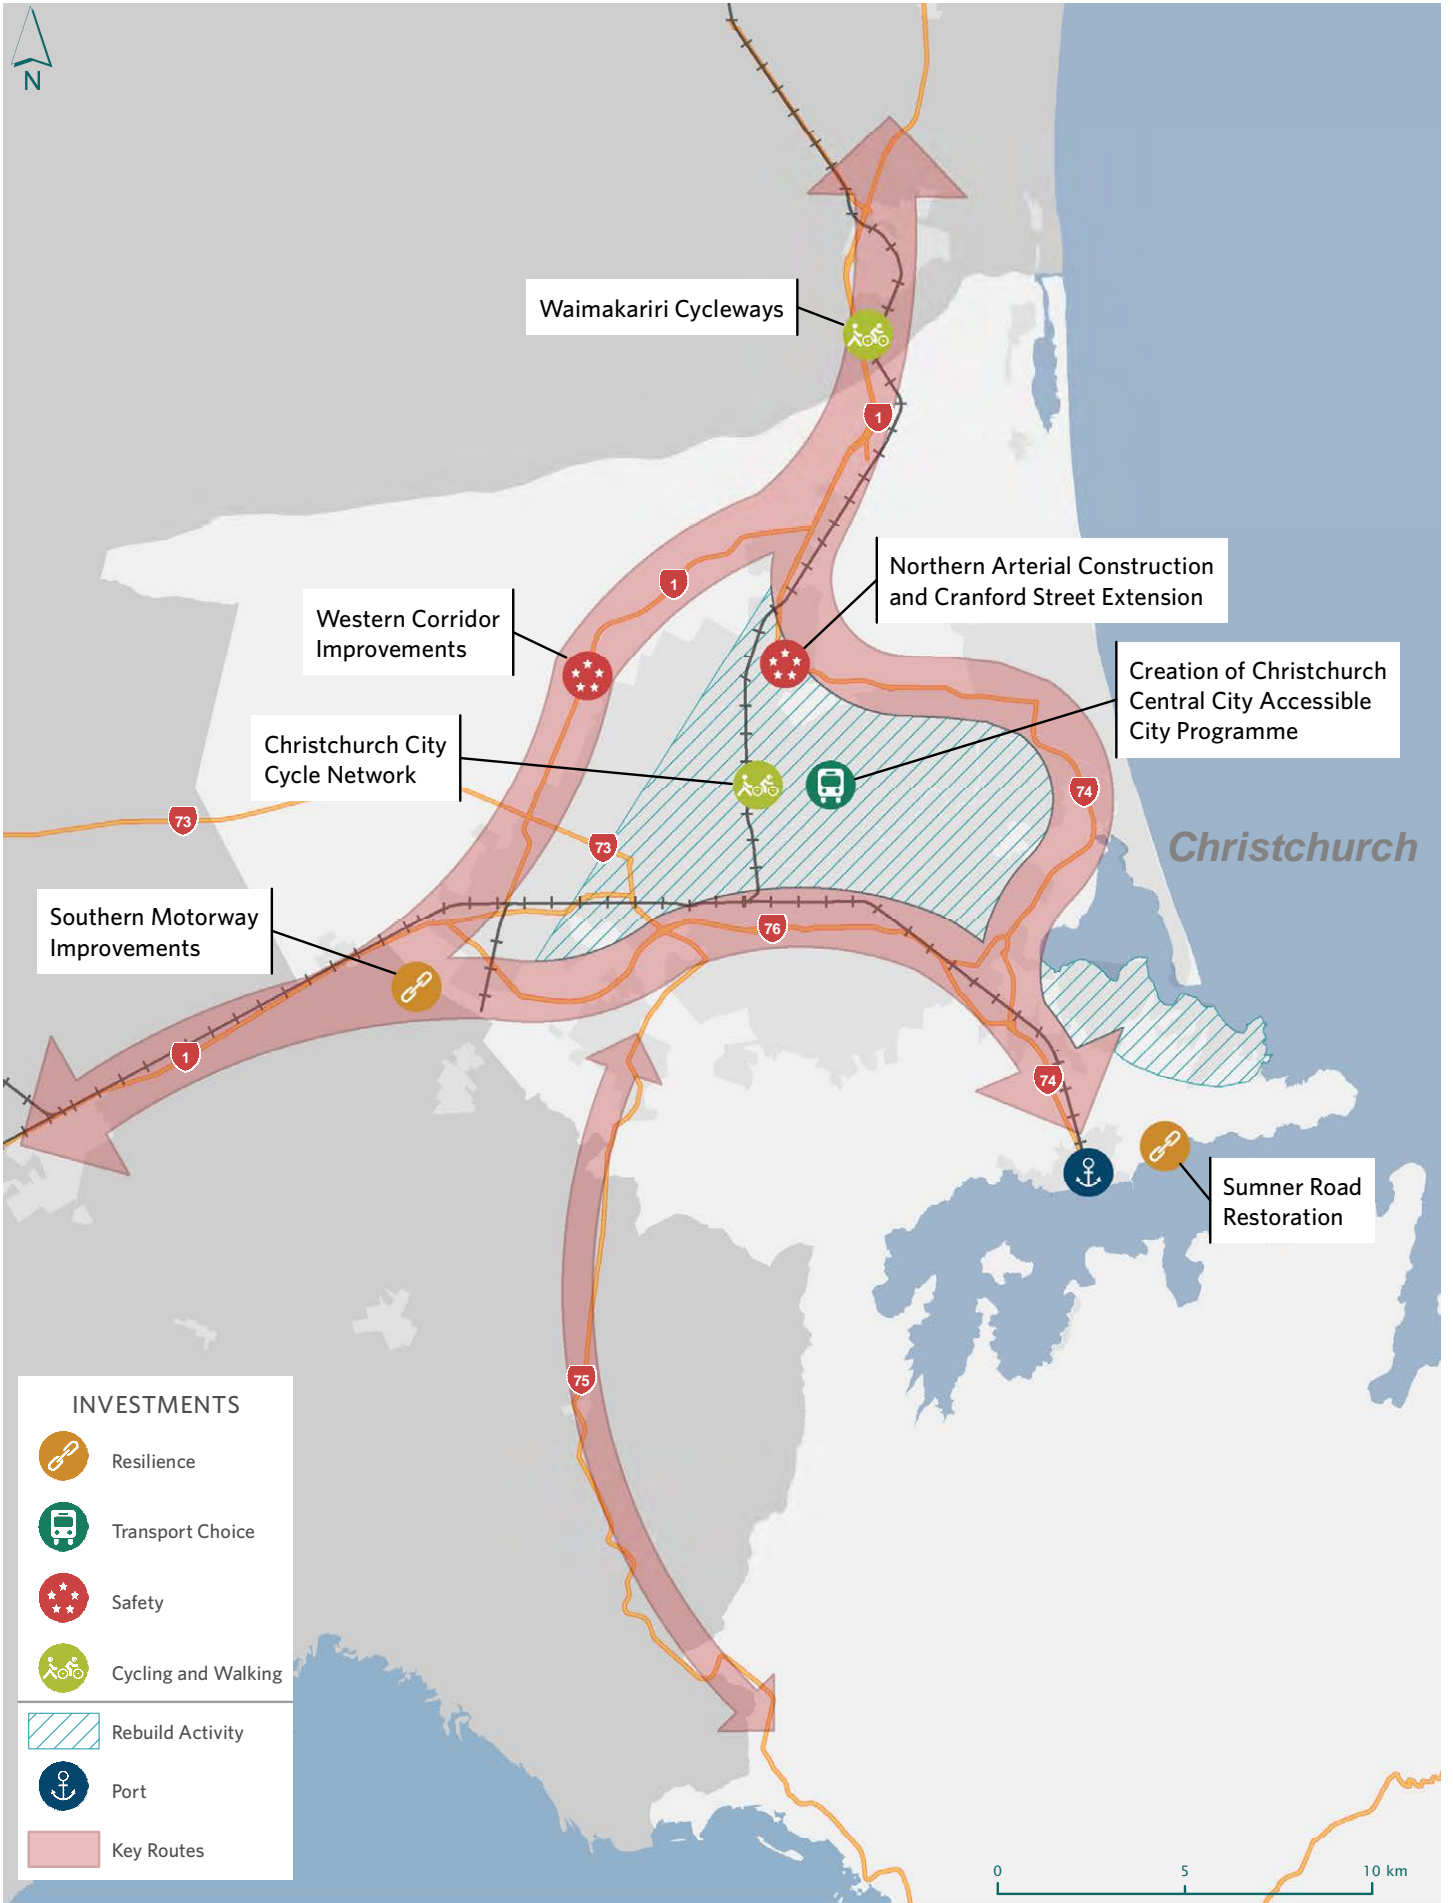 N
Waimakariri Cycleways
1
Northern Arterial Construction
and Cranford Street Extension
1
Western Corridor
Improvements
Creation of Christchurch
Central City Accessible
City Programme
Christchurch City
Cycle Network
74
73
73
Christchurch
Southern Motorway
Improvements
76
1
74
Sumner Road
Restoration
75
INVESTMENTS
Resilience
Transport Choice
Safety
Cycling and Walking
Rebuild Activity
Port
Key Routes
0 5 10 km